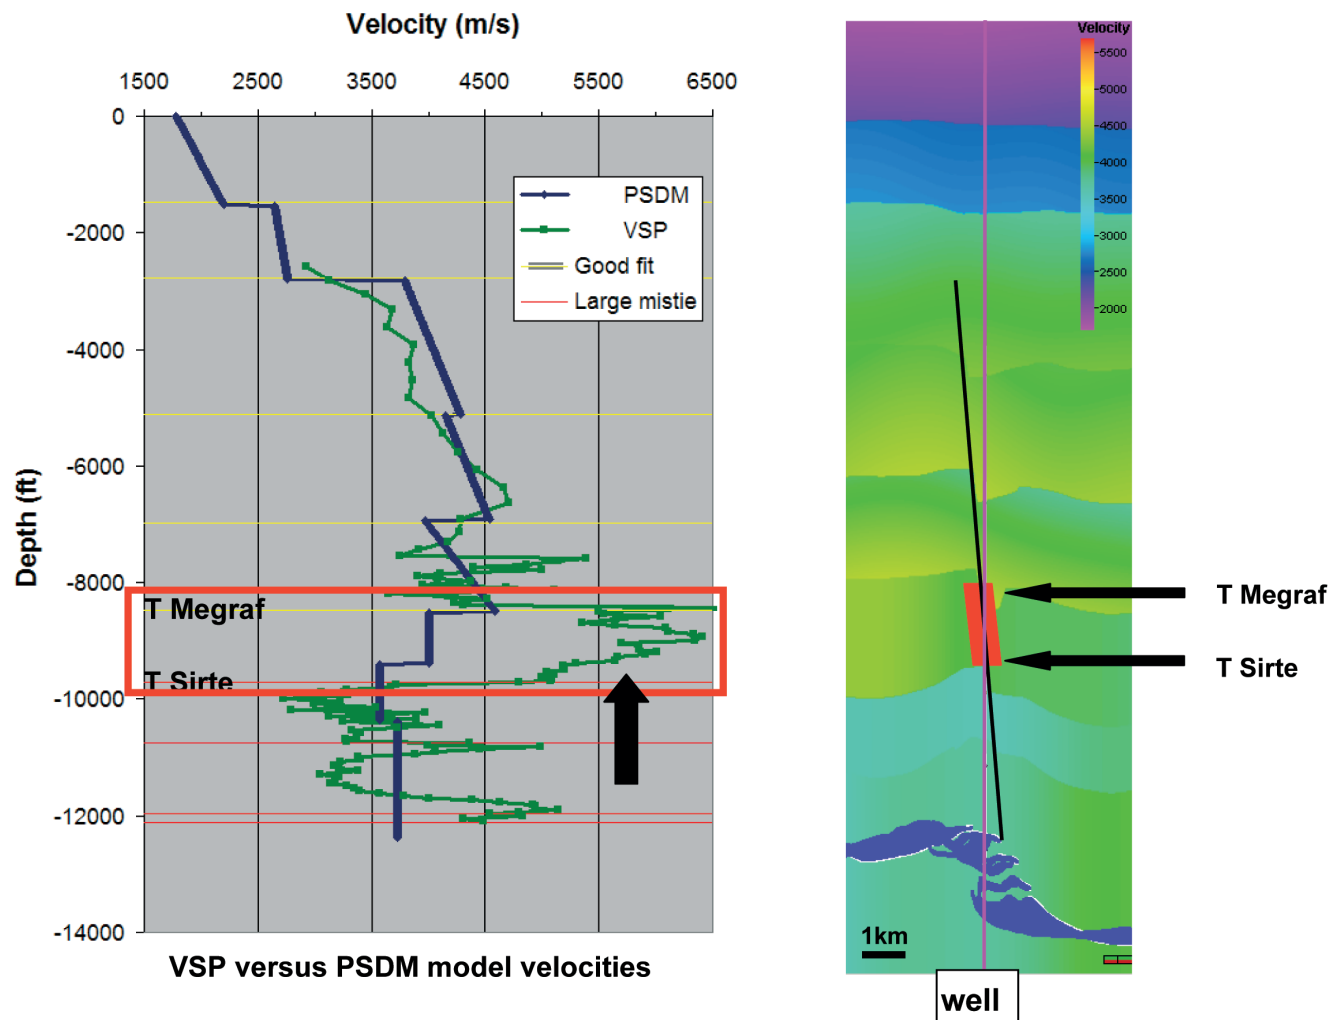 Velocity (m/s)
1500 2500 3500 4500 5500 6500
0
-2000
-4000
-6000
-8000
-10000
-12000
-14000
Depth (ft)
PSDM
VSP
Good fit
Large mistie
T Megraf
T Sirte
VSP versus PSDM model velocities
Velocity
5500
5000
4500
4000
3500
3000
2500
2000
T Megraf
T Sirte
1km
well